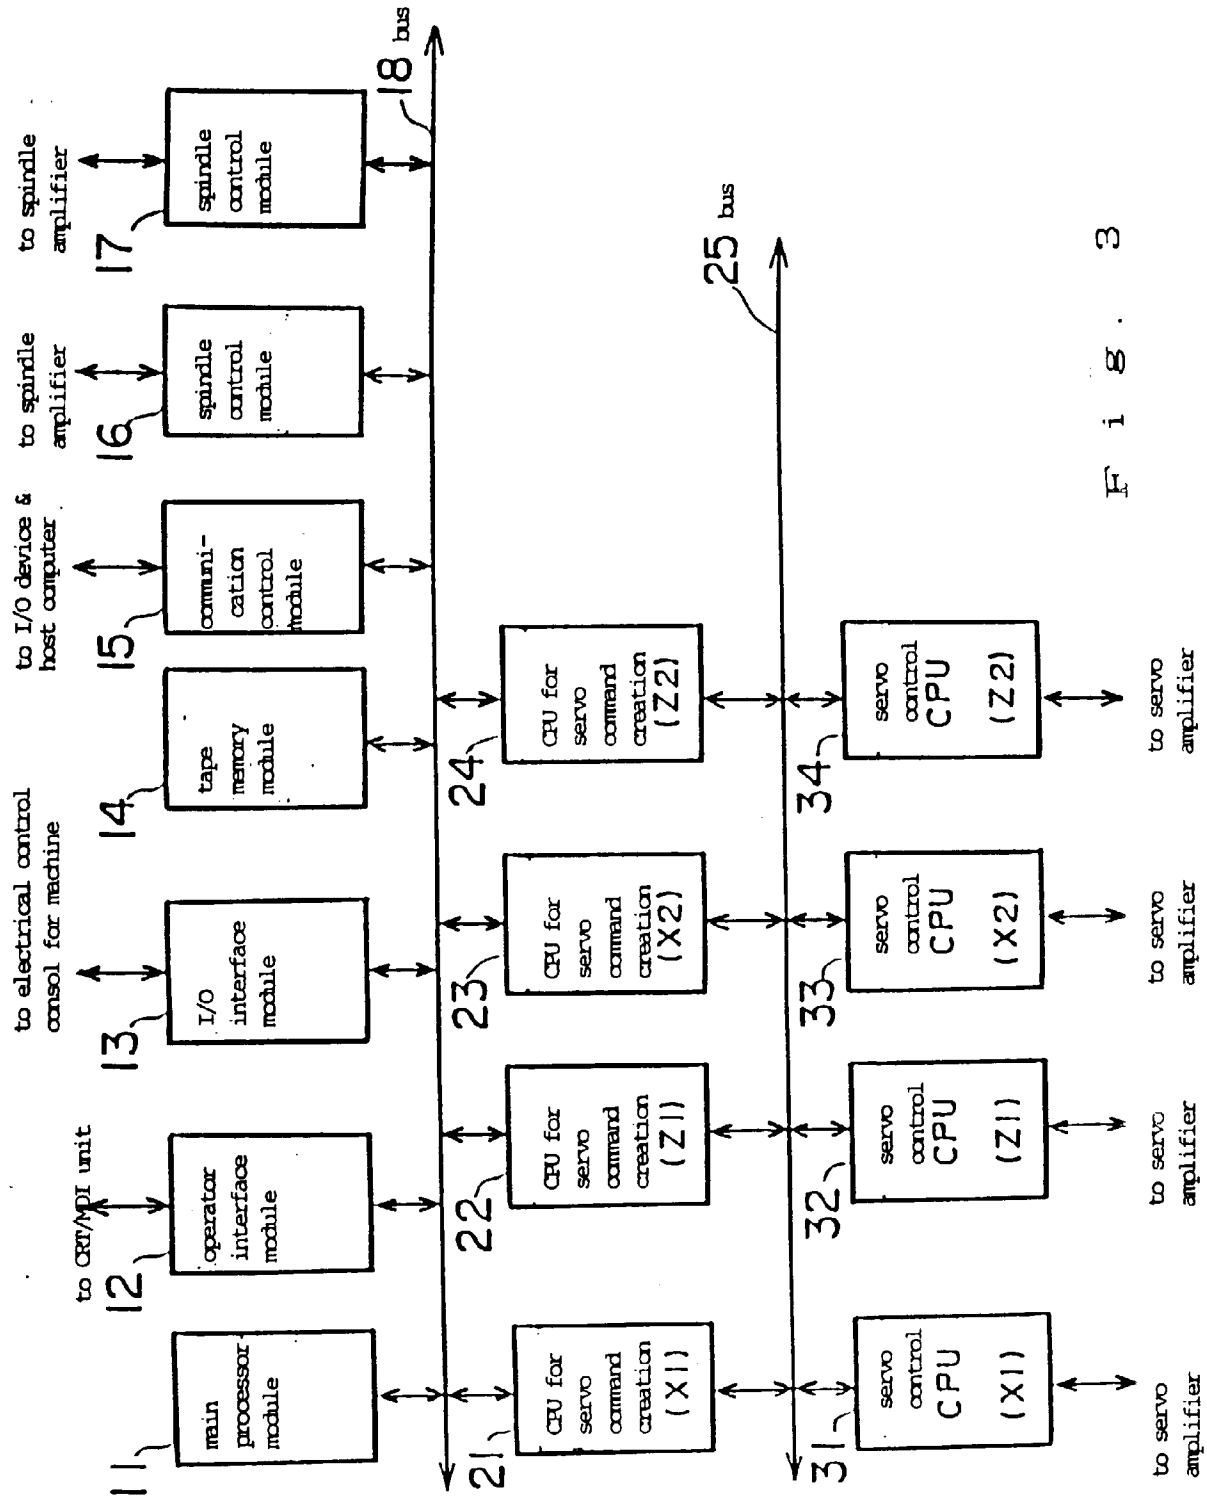 to CRT/MDI unit
to electrical control
consol for machine
to I/O device &
host computer
to spindle
amplifier
to spindle
amplifier
11
main
processor
module
12
operator
interface
module
13
I/O
interface
module
14
tape
memory
module
15
communi-
cation
control
module
16
spindle
control
module
17
spindle
control
module
18 bus
21
CPU for
servo
command
creation
(X1)
22
CPU for
servo
command
creation
(Z1)
23
CPU for
servo
command
creation
(X2)
24
CPU for
servo
command
creation
(Z2)
25 bus
31
servo
control
CPU
(X1)
32
servo
control
CPU
(Z1)
33
servo
control
CPU
(X2)
34
servo
control
CPU
(Z2)
to servo
amplifier
to servo
amplifier
to servo
amplifier
to servo
amplifier
Fig. 3